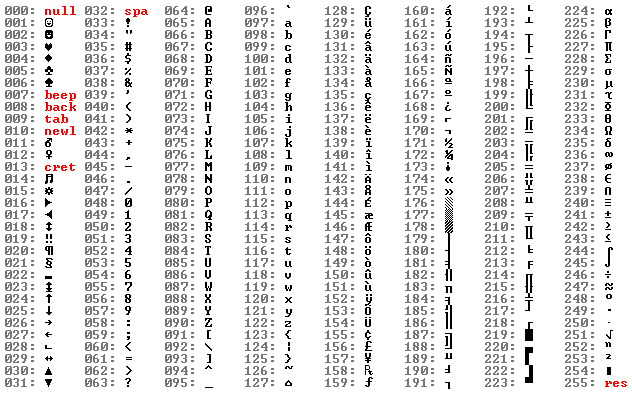 000: null 032: spa 064: @ 096: ` 128: Ç 160: á 192: └ 224: α
001: ☺ 033: ! 065: A 097: a 129: ü 161: í 193: ┴ 225: ß
002: ☻ 034: " 066: B 098: b 130: é 162: ó 194: ┬ 226: Γ
003: ♥ 035: # 067: C 099: c 131: â 163: ú 195: ├ 227: π
004: ♦ 036: $ 068: D 100: d 132: ä 164: ñ 196: ─ 228: Σ
005: ♣ 037: % 069: E 101: e 133: à 165: Ñ 197: ┼ 229: σ
006: ♠ 038: & 070: F 102: f 134: å 166: ª 198: ╞ 230: µ
007: beep 039: ' 071: G 103: g 135: ç 167: º 199: ╟ 231: τ
008: back 040: ( 072: H 104: h 136: ê 168: ¿ 200: ╚ 232: Φ
009: tab 041: ) 073: I 105: i 137: ë 169: ⌐ 201: ╔ 233: Θ
010: newl 042: * 074: J 106: j 138: è 170: ¬ 202: ╩ 234: Ω
011: ♂ 043: + 075: K 107: k 139: ï 171: ½ 203: ╦ 235: δ
012: ♀ 044: , 076: L 108: l 140: î 172: ¼ 204: ╠ 236: ∞
013: cret 045: - 077: M 109: m 141: ì 173: ¡ 205: ═ 237: φ
014: ♫ 046: . 078: N 110: n 142: Ä 174: « 206: ╬ 238: ∈
015: ☼ 047: / 079: O 111: o 143: Å 175: » 207: ╧ 239: ∩
016: ► 048: 0 080: P 112: p 144: É 176: ░ 208: ╨ 240: ≡
017: ◄ 049: 1 081: Q 113: q 145: æ 177: ▒ 209: ╤ 241: ±
018: ↕ 050: 2 082: R 114: r 146: Æ 178: ▓ 210: ╥ 242: ≥
019: ‼ 051: 3 083: S 115: s 147: ô 179: │ 211: ╙ 243: ≤
020: ¶ 052: 4 084: T 116: t 148: ö 180: ┤ 212: ╘ 244: ⌠
021: § 053: 5 085: U 117: u 149: ò 181: ╡ 213: ╒ 245: ⌡
022: ▬ 054: 6 086: V 118: v 150: û 182: ╢ 214: ╓ 246: ÷
023: ↨ 055: 7 087: W 119: w 151: ù 183: ╖ 215: ╫ 247: ≈
024: ↑ 056: 8 088: X 120: x 152: ÿ 184: ╕ 216: ╪ 248: °
025: ↓ 057: 9 089: Y 121: y 153: Ö 185: ╣ 217: ┘ 249: ∙
026: → 058: : 090: Z 122: z 154: Ü 186: ║ 218: ┌ 250: ·
027: ← 059: ; 091: [ 123: { 155: ¢ 187: ╗ 219: █ 251: √
028: ∟ 060: < 092: \ 124: ¦ 156: £ 188: ╝ 220: ▄ 252: ⁿ
029: ↔ 061: = 093: ] 125: } 157: ¥ 189: ╜ 221: ▌ 253: ²
030: ▲ 062: > 094: ^ 126: ~ 158: ₧ 190: ╛ 222: ▐ 254: ■
031: ▼ 063: ? 095: _ 127: ⌂ 159: ƒ 191: ┐ 223: ▀ 255: res